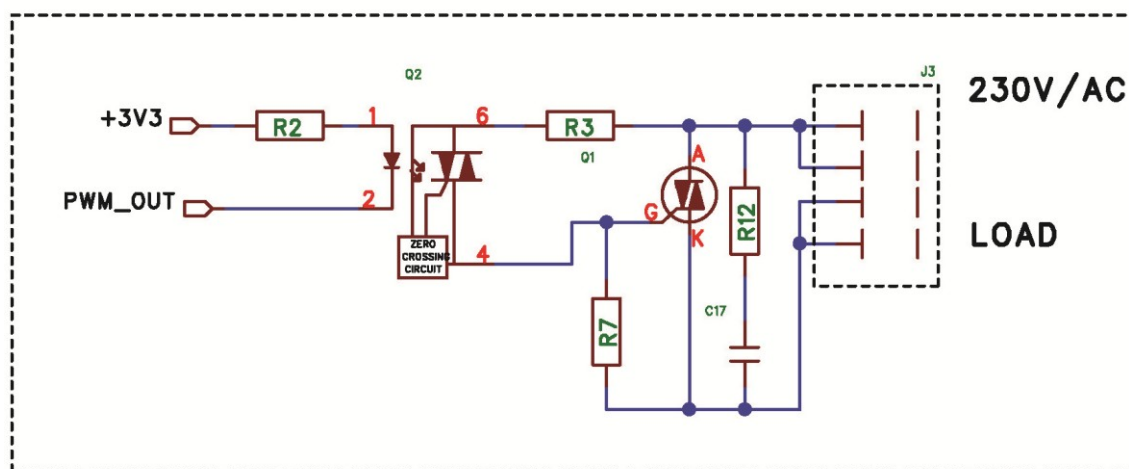 Q2
J3
230V/AC
+3V3
R2
1
6
R3
Q1
A
PWM_OUT
2
G
R12
K
LOAD
ZERO
CROSSING
CIRCUIT
4
R7
C17